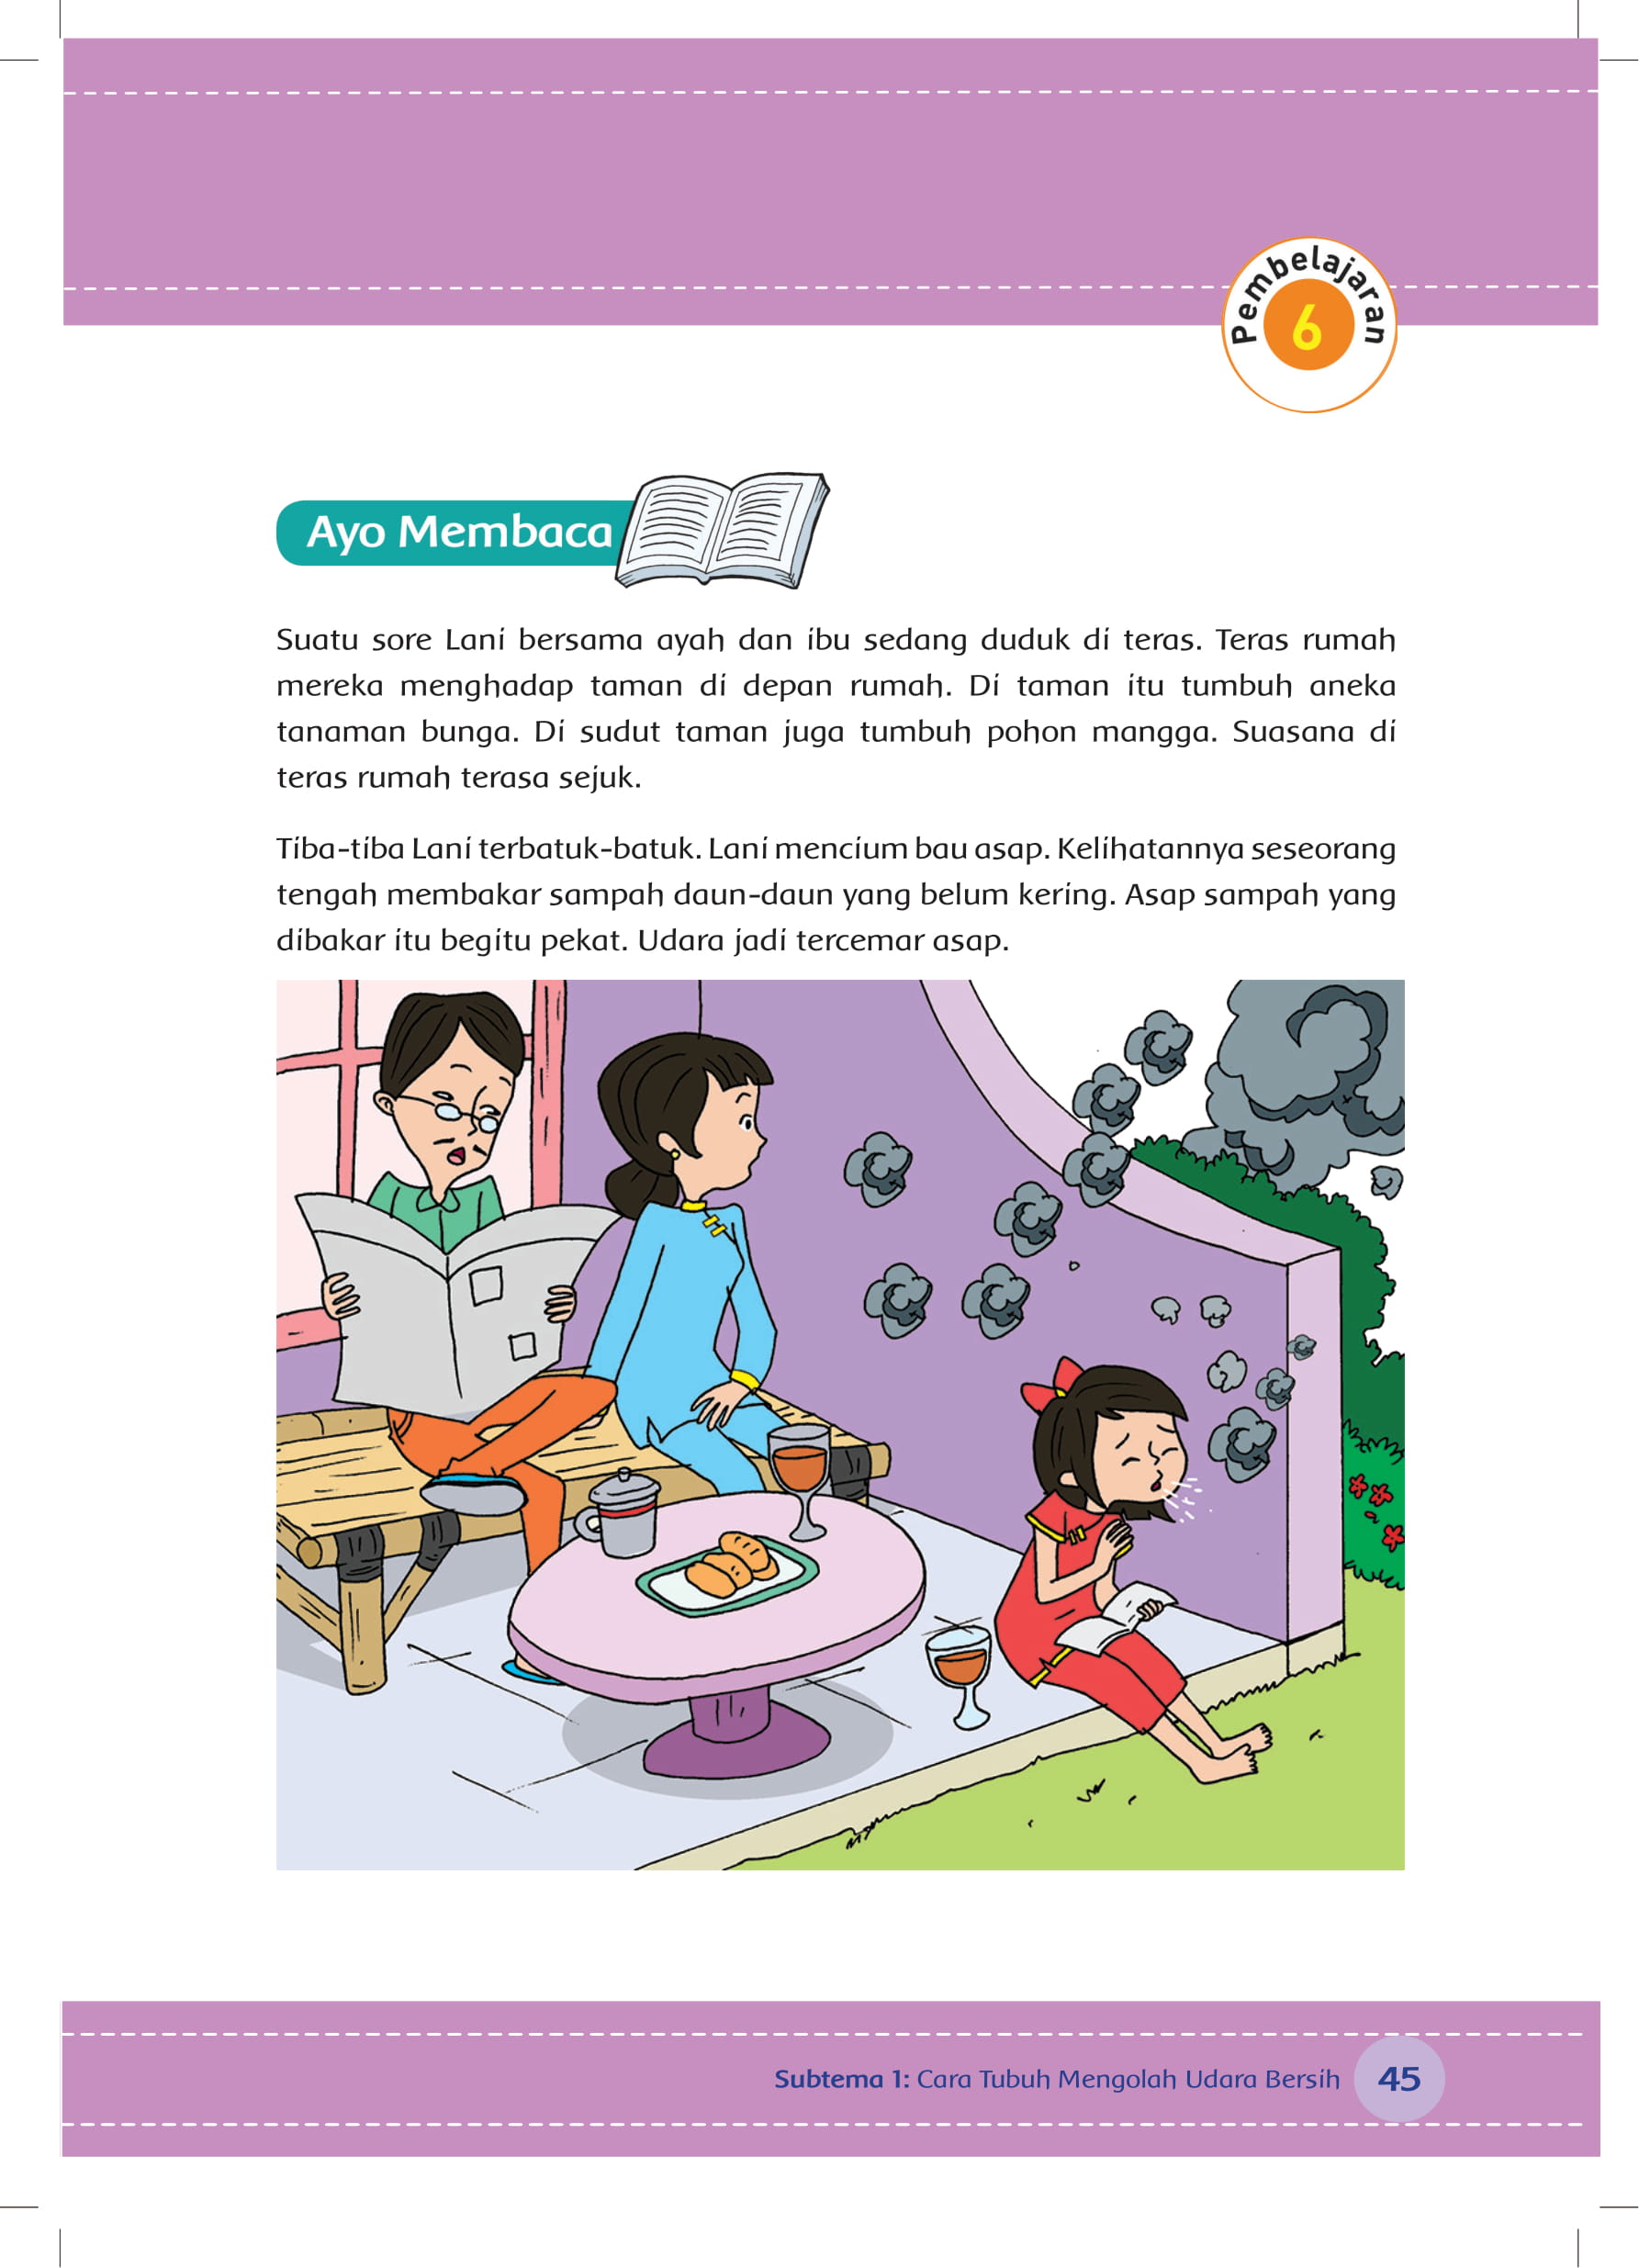 Pembelajaran
6
Ayo Membaca
Suatu sore Lani bersama ayah dan ibu sedang duduk di teras. Teras rumah
mereka menghadap taman di depan rumah. Di taman itu tumbuh aneka
tanaman bunga. Di sudut taman juga tumbuh pohon mangga. Suasana di
teras rumah terasa sejuk.
Tiba-tiba Lani terbatuk-batuk. Lani mencium bau asap. Kelihatannya seseorang
tengah membakar sampah daun-daun yang belum kering. Asap sampah yang
dibakar itu begitu pekat. Udara jadi tercemar asap.
Subtema 1: Cara Tubuh Mengolah Udara Bersih 45